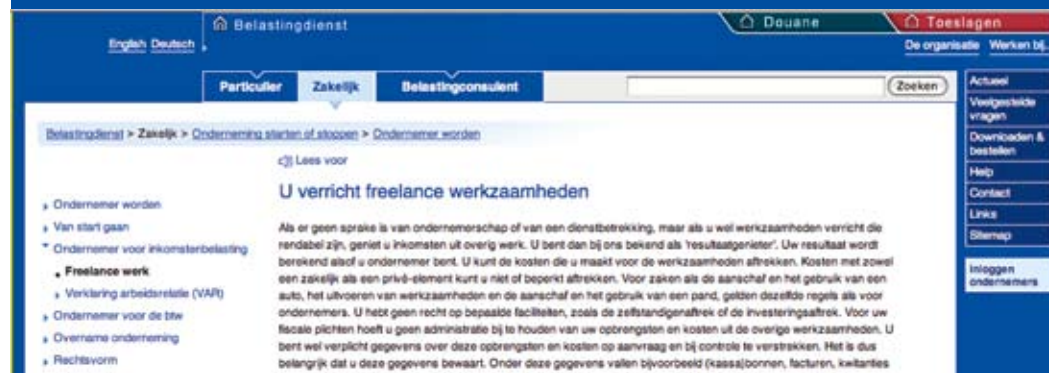 Belastingdienst
Douane
Toeslagen
English Deutsch
De organisatie Werken bij...
Particulier Zakelijk Belastingconsulent
Zoeken
Actueel
Veelgestelde
vragen
Downloaden &
bestellen
Help
Contact
Links
Sitemap
Inloggen
ondernemers
Belastingdienst > Zakelijk > Onderneming starten of stoppen > Ondernemer worden
Lees voor
Ondernemer worden
Van start gaan
Ondernemer voor inkomstenbelasting
Freelance werk
Verklaring arbeidsrelatie (VAR)
Ondernemer voor de btw
Overname onderneming
Rechtsvorm
U verricht freelance werkzaamheden
Als er geen sprake is van ondernemerschap of van een dienstbetrekking, maar als u wel werkzaamheden verricht die
rendabel zijn, geniet u inkomsten uit overig werk. U bent dan bij ons bekend als 'resultaatgenieter'. Uw resultaat wordt
berekend alsof u ondernemer bent. U kunt de kosten die u maakt voor de werkzaamheden aftrekken. Kosten met zowel
een zakelijk als een privé-element kunt u niet of beperkt aftrekken. Voor zaken als de aanschaf en het gebruik van een
auto, het uitvoeren van werkzaamheden en de aanschaf en het gebruik van een pand, gelden dezelfde regels als voor
ondernemers. U hebt geen recht op bepaalde faciliteiten, zoals de zelfstandigenaftrek of de investeringsaftrek. Voor uw
fiscale plichten hoeft u geen administratie bij te houden van uw opbrengsten en kosten uit de overige werkzaamheden. U
bent wel verplicht gegevens over deze opbrengsten en kosten op aanvraag en bij controle te verstrekken. Het is dus
belangrijk dat u deze gegevens bewaart. Onder deze gegevens vallen bijvoorbeeld (kassa)bonnen, facturen, kwitanties